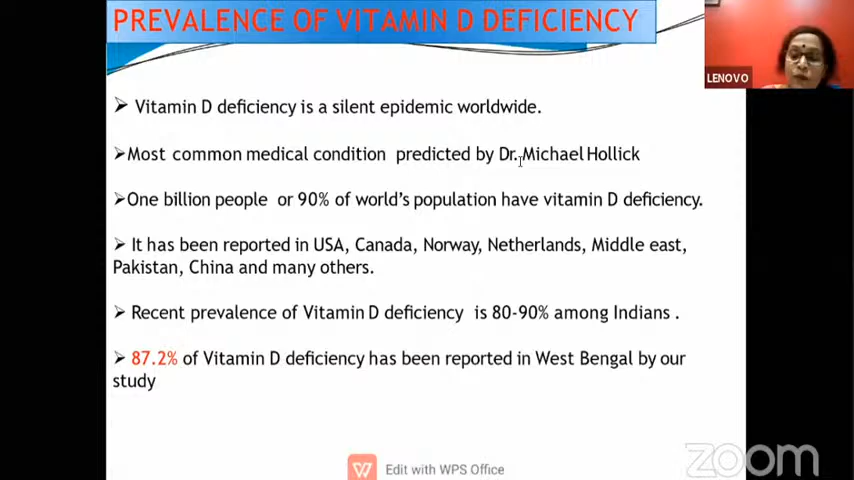 PREVALENCE OF VITAMIN D DEFICIENCY
LENOVO
➤ Vitamin D deficiency is a silent epidemic worldwide.
➤Most common medical condition predicted by Dr. Michael Hollick
➤One billion people or 90% of world's population have vitamin D deficiency.
➤ It has been reported in USA, Canada, Norway, Netherlands, Middle east,
Pakistan, China and many others.
➤ Recent prevalence of Vitamin D deficiency is 80-90% among Indians .
➤ 87.2% of Vitamin D deficiency has been reported in West Bengal by our
study
Edit with WPS Office
zoom